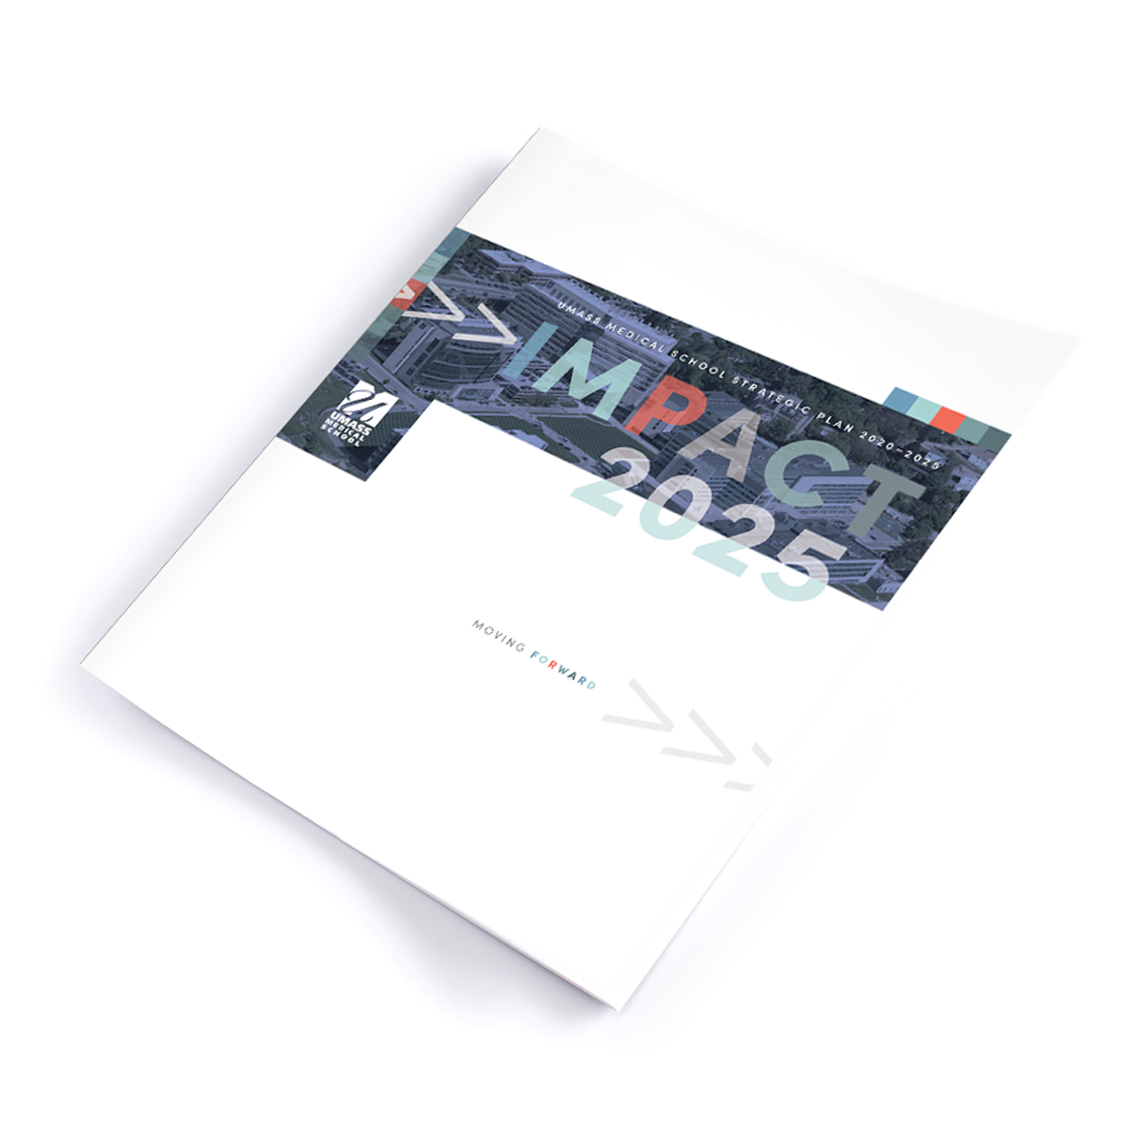 UMASS MEDICAL SCHOOL STRATEGIC PLAN 2020–2025
>>IMPACT
2025
UMASS
MEDICAL
SCHOOL
MOVING FORWARD